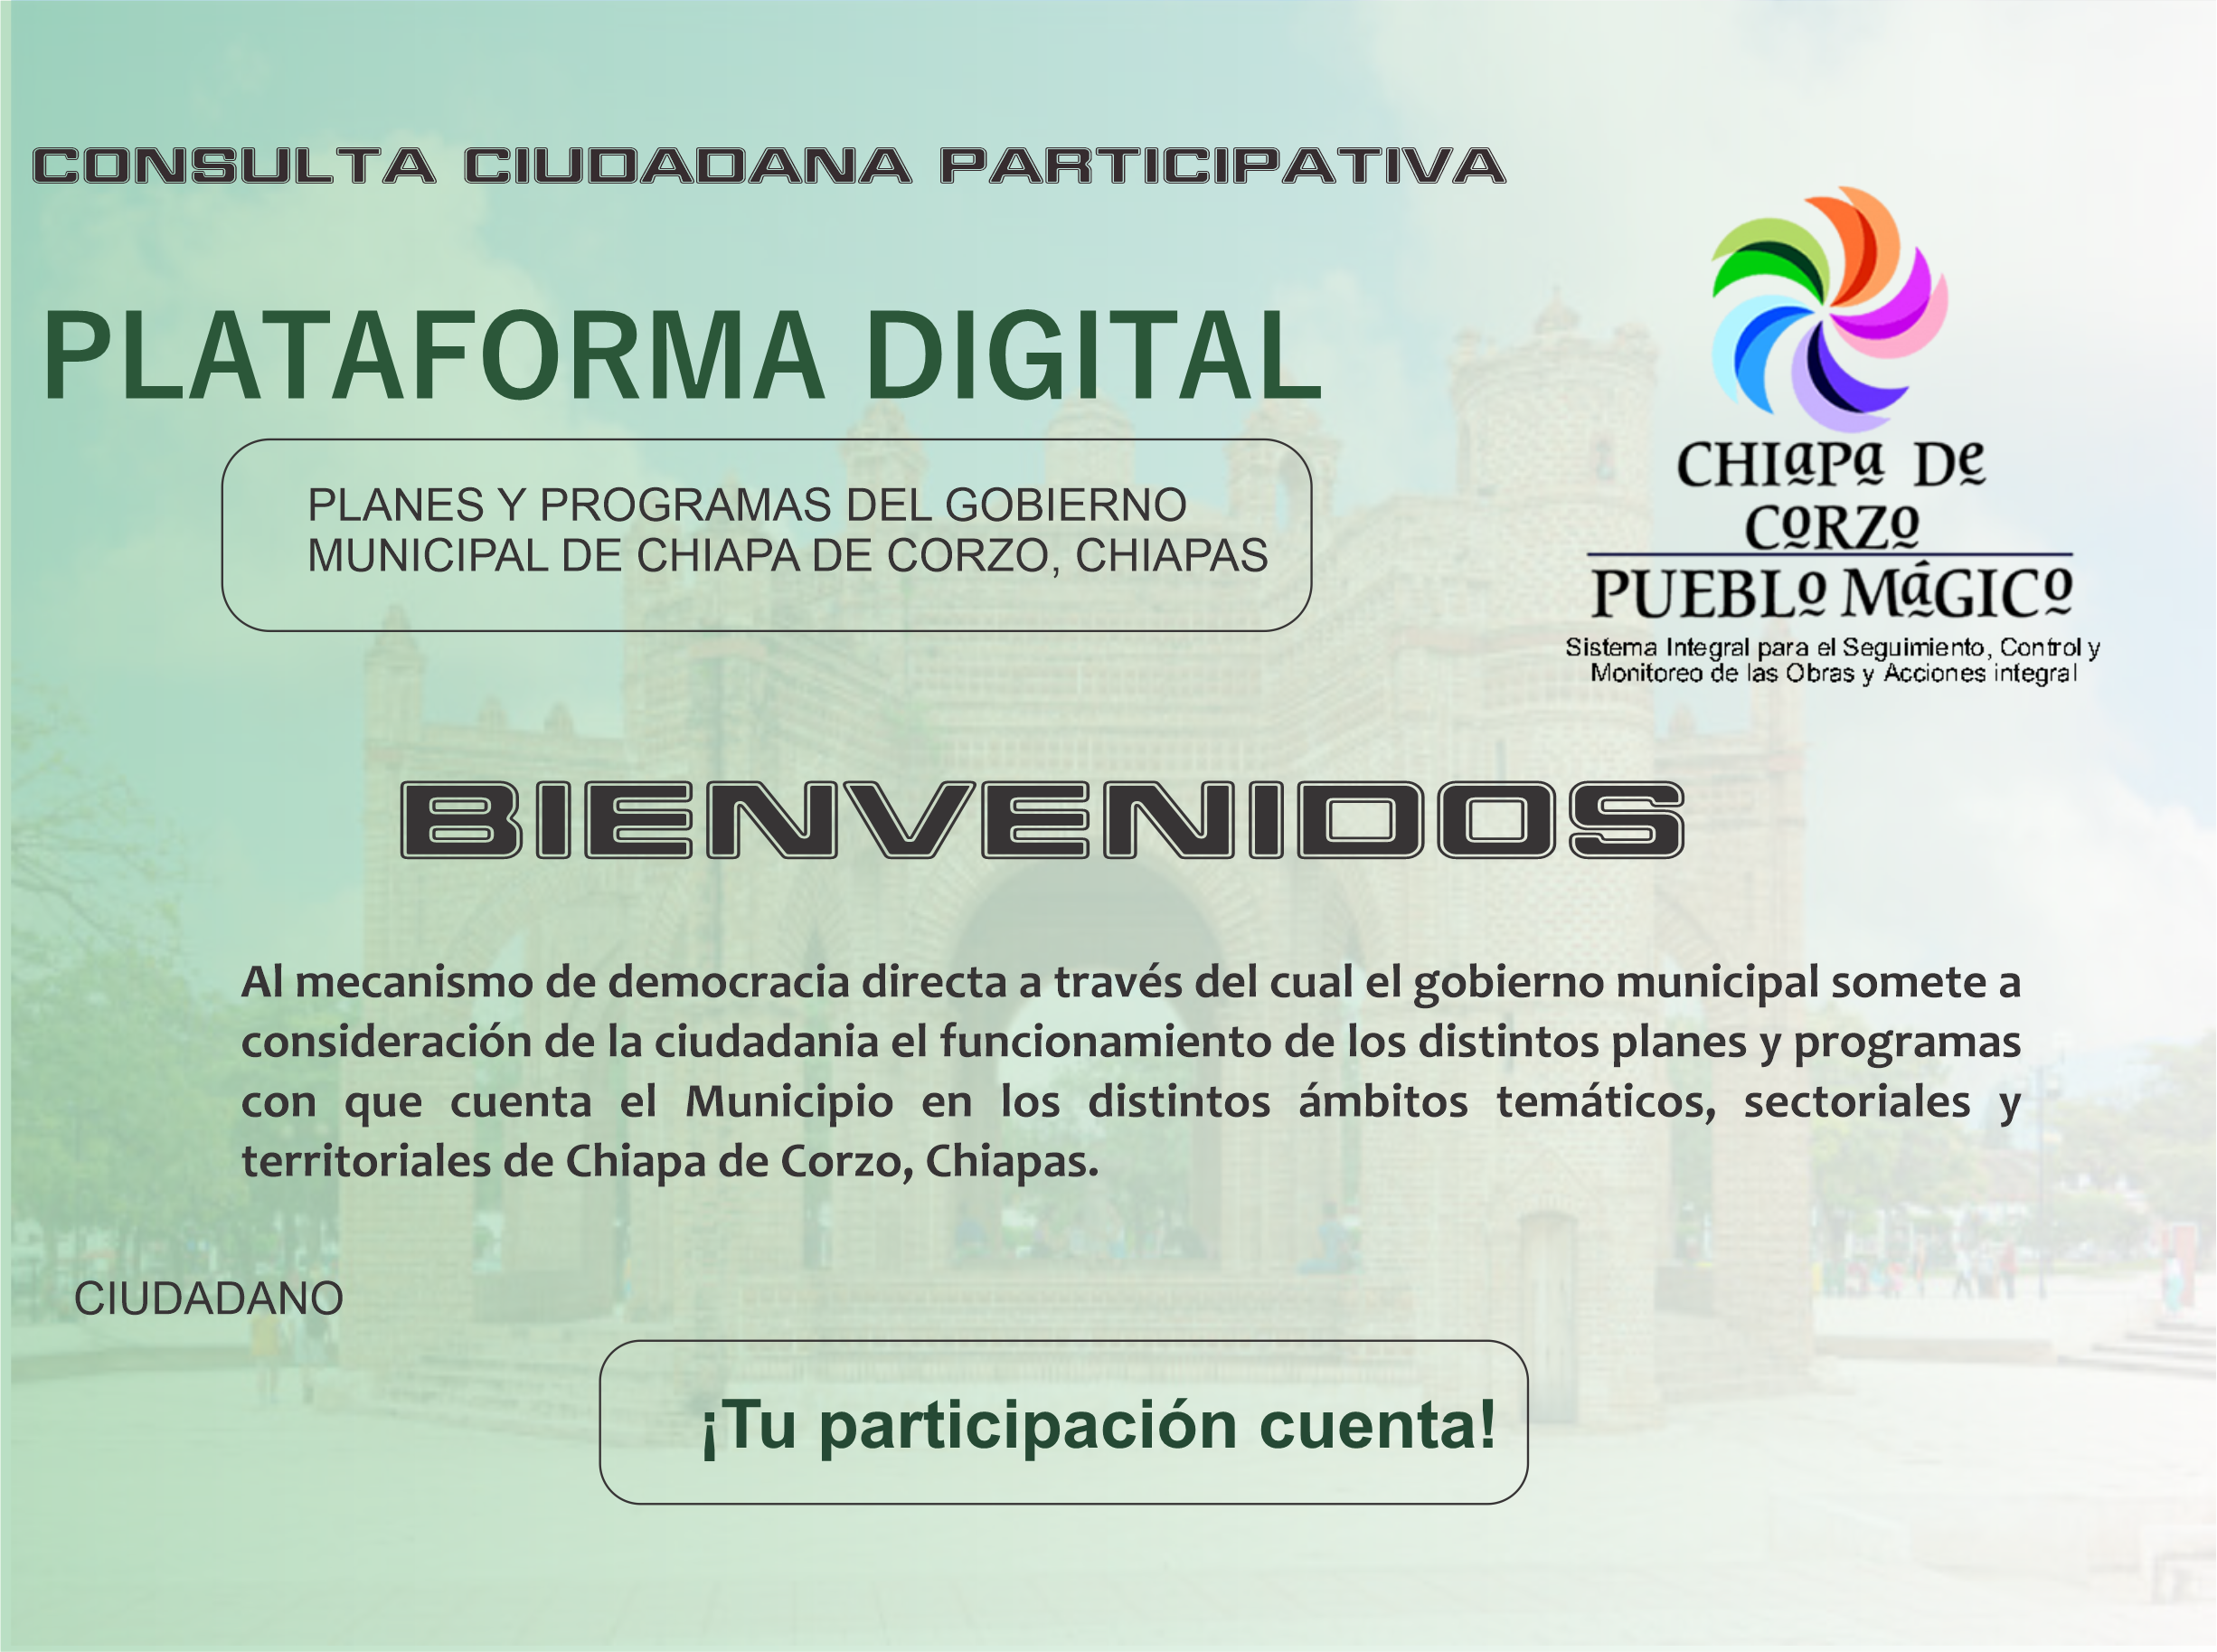 CONSULTA CIUDADANA PARTICIPATIVA
PLATAFORMA DIGITAL
PLANES Y PROGRAMAS DEL GOBIERNO
MUNICIPAL DE CHIAPA DE CORZO, CHIAPAS
CHIaPa De
CoRZo
PUEBLo MáGICo
Sistema Integral para el Seguimiento, Control y
Monitoreo de las Obras y Acciones integral
BIENVENIDOS
Al mecanismo de democracia directa a través del cual el gobierno municipal somete a
consideración de la ciudadania el funcionamiento de los distintos planes y programas
con que cuenta el Municipio en los distintos ámbitos temáticos, sectoriales y
territoriales de Chiapa de Corzo, Chiapas.
CIUDADANO
¡Tu participación cuenta!